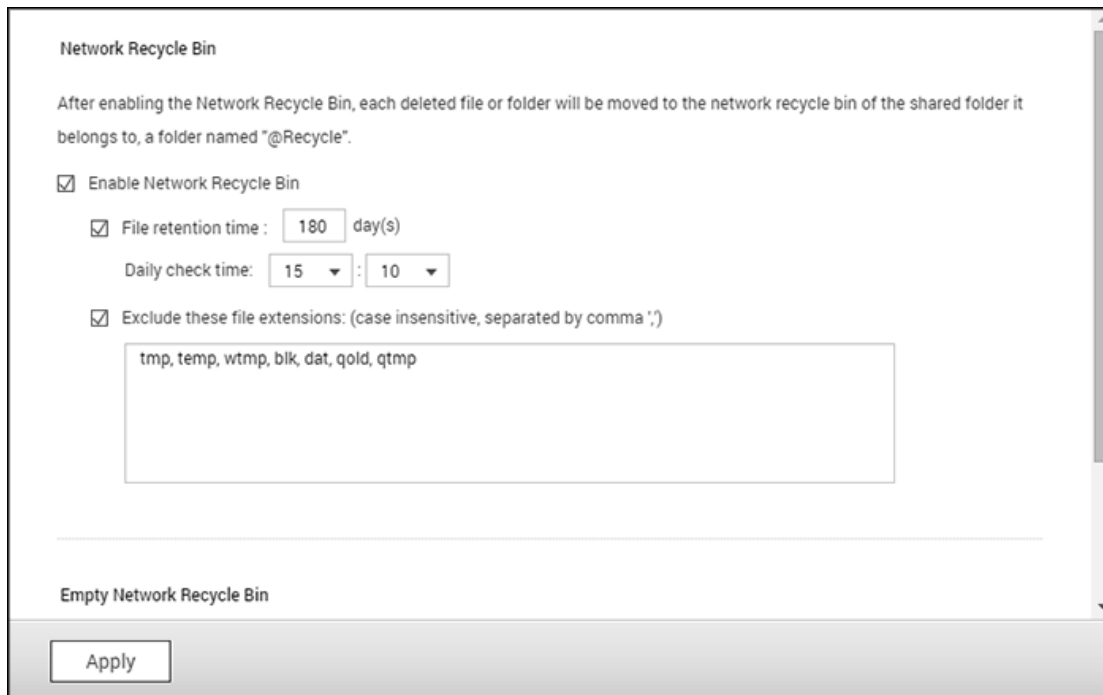 Network Recycle Bin
After enabling the Network Recycle Bin, each deleted file or folder will be moved to the network recycle bin of the shared folder it
belongs to, a folder named "@Recycle".
Enable Network Recycle Bin
File retention time : 180 day(s)
Daily check time: 15 : 10
Exclude these file extensions: (case insensitive, separated by comma ',')
tmp, temp, wtmp, blk, dat, qold, qtmp
Empty Network Recycle Bin
Apply